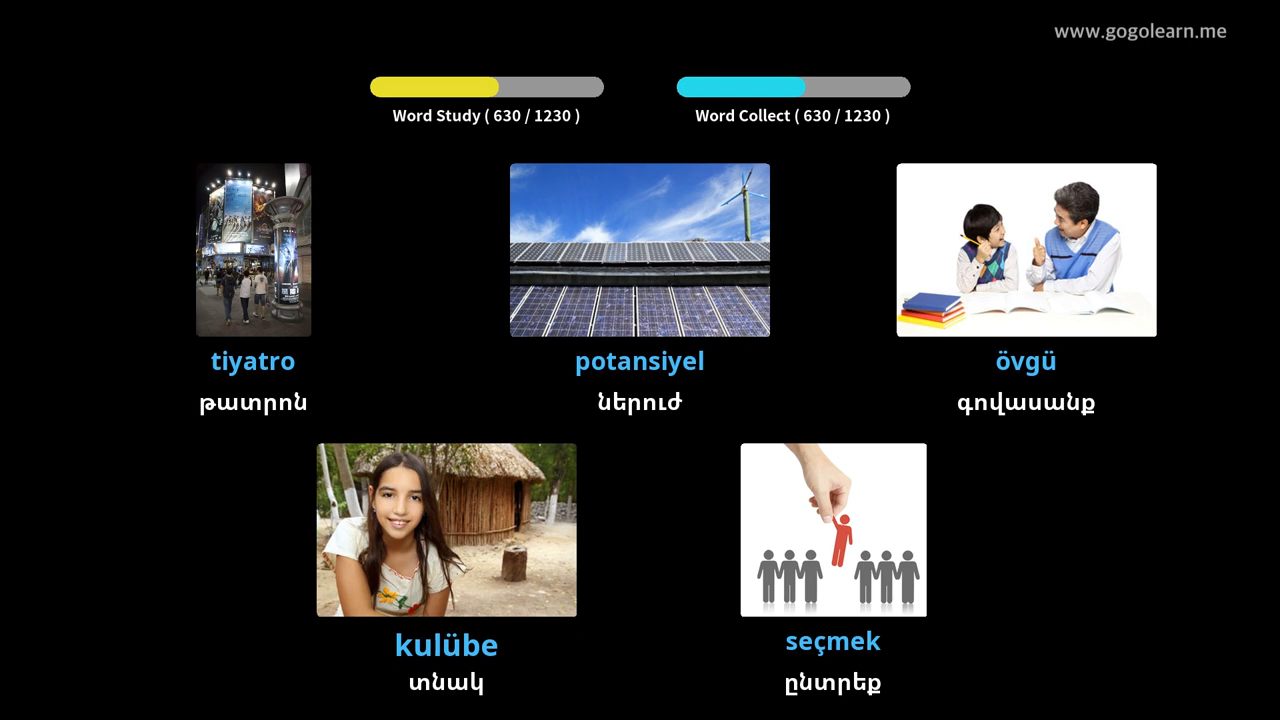 www.gogolearn.me
Word Study ( 630 / 1230 )
Word Collect ( 630 / 1230 )
tiyatro
թատրոն
potansiyel
ներուժ
övgü
գովասանք
kulübe
տնակ
seçmek
ընտրեք